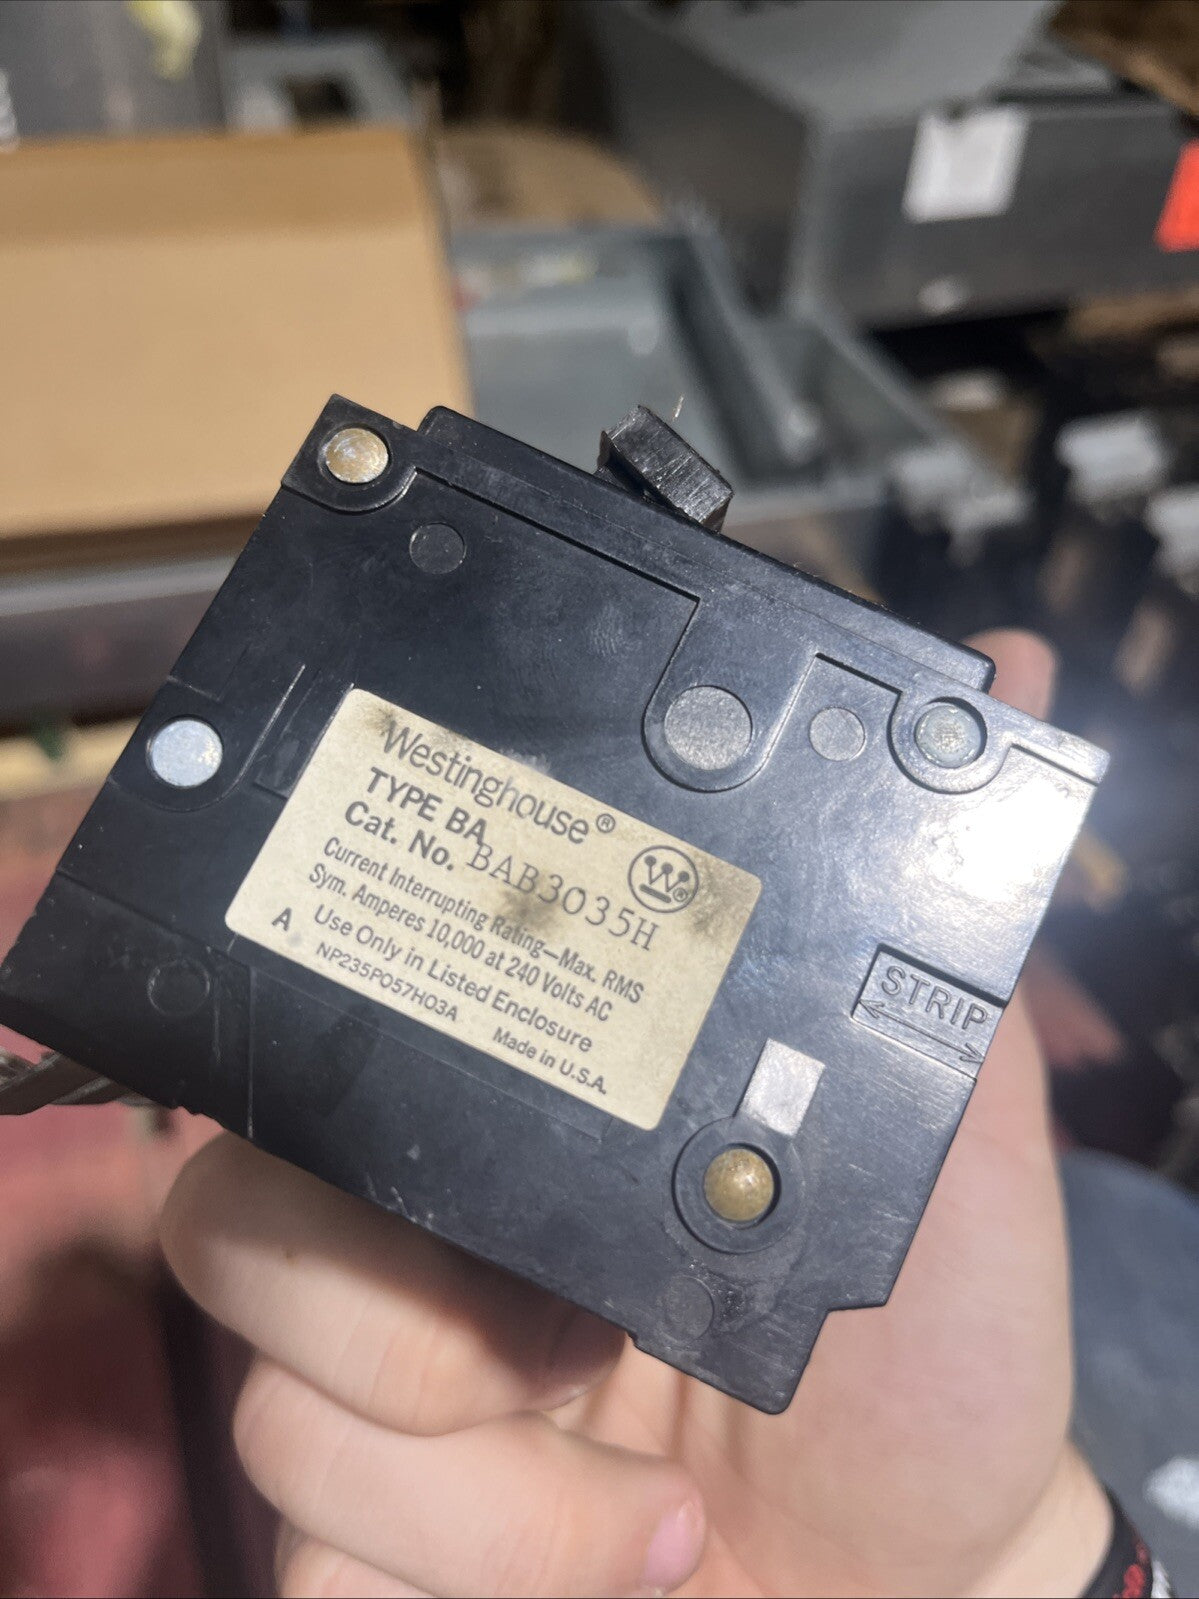 Westinghouse®
TYPE BA
Cat. No. BAB3035H
W®
Current Interrupting Rating—Max. RMS
Sym. Amperes 10,000 at 240 Volts AC
A Use Only in Listed Enclosure
NP235P057H03A Made in U.S.A.
STRIP